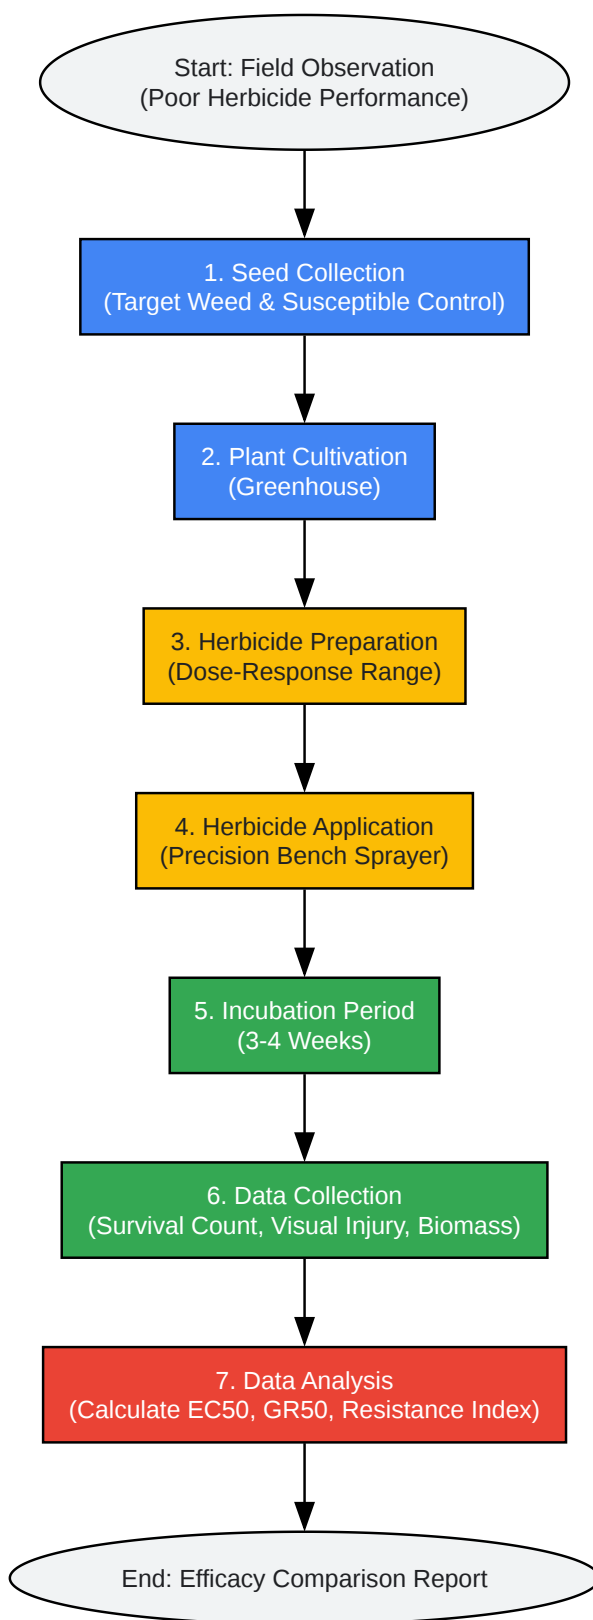 Start: Field Observation
(Poor Herbicide Performance)
1. Seed Collection
(Target Weed & Susceptible Control)
2. Plant Cultivation
(Greenhouse)
3. Herbicide Preparation
(Dose-Response Range)
4. Herbicide Application
(Precision Bench Sprayer)
5. Incubation Period
(3-4 Weeks)
6. Data Collection
(Survival Count, Visual Injury, Biomass)
7. Data Analysis
(Calculate EC50, GR50, Resistance Index)
End: Efficacy Comparison Report